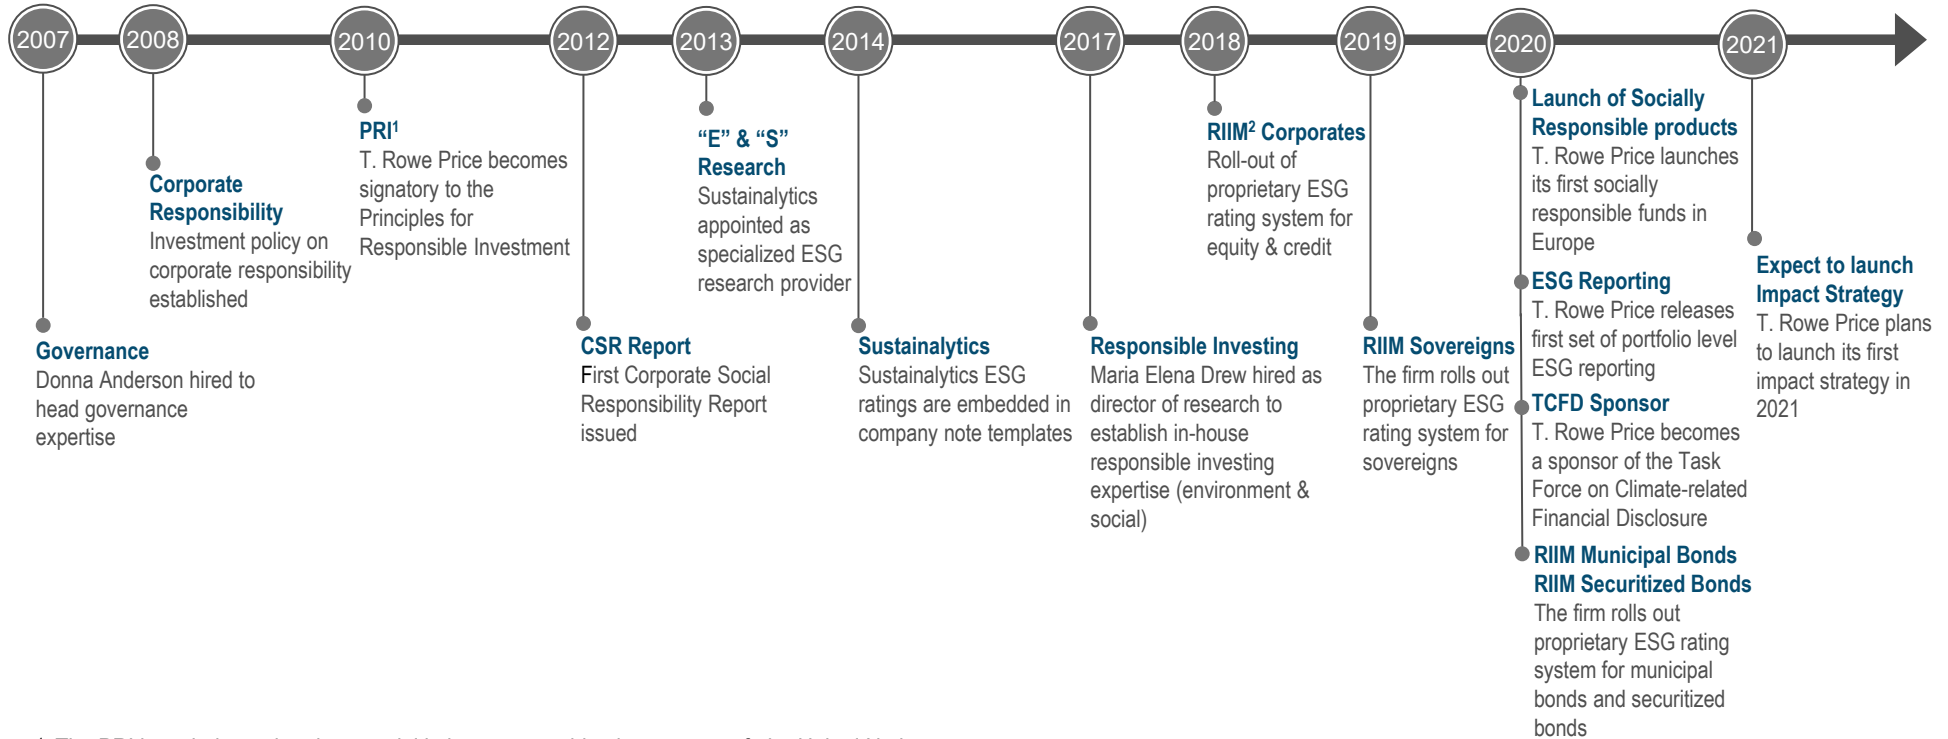 2007
2008
2010
2012
2013
2014
2017
2018
2019
2020
2021
Governance
Donna Anderson hired to
head governance
expertise
Corporate
Responsibility
Investment policy on
corporate responsibility
established
PRI¹
T. Rowe Price becomes
signatory to the
Principles for
Responsible Investment
CSR Report
First Corporate Social
Responsibility Report
issued
“E” & “S”
Research
Sustainalytics
appointed as
specialized ESG
research provider
Sustainalytics
Sustainalytics ESG
ratings are embedded in
company note templates
Responsible Investing
Maria Elena Drew hired as
director of research to
establish in-house
responsible investing
expertise (environment &
social)
RIIM² Corporates
Roll-out of
proprietary ESG
rating system for
equity & credit
RIIM Sovereigns
The firm rolls out
proprietary ESG
rating system for
sovereigns
Launch of Socially
Responsible products
T. Rowe Price launches
its first socially
responsible funds in
Europe
ESG Reporting
T. Rowe Price releases
first set of portfolio level
ESG reporting
TCFD Sponsor
T. Rowe Price becomes
a sponsor of the Task
Force on Climate-related
Financial Disclosure
RIIM Municipal Bonds
RIIM Securitized Bonds
The firm rolls out
proprietary ESG rating
system for municipal
bonds and securitized
bonds
Expect to launch
Impact Strategy
T. Rowe Price plans
to launch its first
impact strategy in
2021